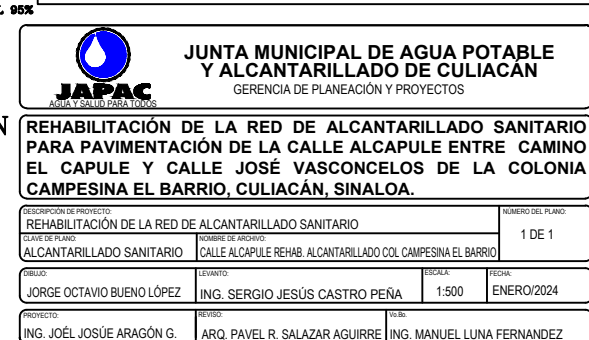 95%
JUNTA MUNICIPAL DE AGUA POTABLE
Y ALCANTARILLADO DE CULIACÁN
GERENCIA DE PLANEACIÓN Y PROYECTOS
JAPAC
AGUA Y SALUD PARA TODOS
N
REHABILITACIÓN DE LA RED DE ALCANTARILLADO SANITARIO
PARA PAVIMENTACIÓN DE LA CALLE ALCAPULE ENTRE CAMINO
EL CAPULE Y CALLE JOSÉ VASCONCELOS DE LA COLONIA
CAMPESINA EL BARRIO, CULIACÁN, SINALOA.
DESCRIPCIÓN DE PROYECTO:
REHABILITACIÓN DE LA RED DE ALCANTARILLADO SANITARIO
NÚMERO DEL PLANO:
1 DE 1
CLAVE DE PLANO:
ALCANTARILLADO SANITARIO
NOMBRE DE ARCHIVO:
CALLE ALCAPULE REHAB. ALCANTARILLADO COL CAMPESINA EL BARRIO
DIBUJO:
JORGE OCTAVIO BUENO LÓPEZ
LEVANTO:
ING. SERGIO JESÚS CASTRO PEÑA
ESCALA:
1:500
FECHA:
ENERO/2024
PROYECTO:
ING. JOÉL JOSÚE ARAGÓN G.
REVISO:
ARQ. PAVEL R. SALAZAR AGUIRRE
Vo.Bo.
ING. MANUEL LUNA FERNANDEZ